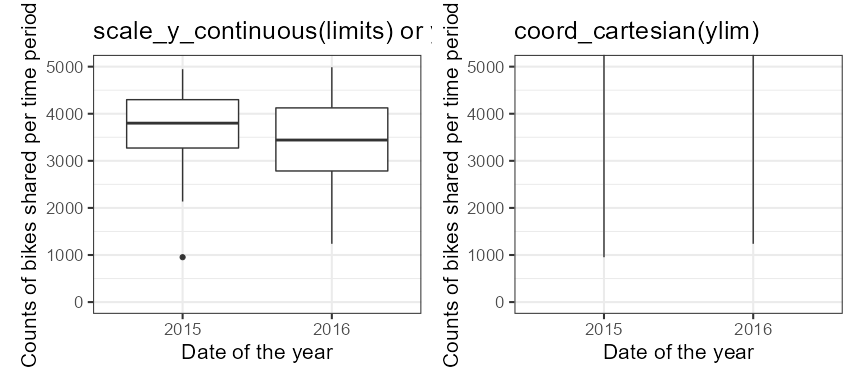 scale_y_continuous(limits) or
Counts of bikes shared per time period
5000
4000
3000
2000
1000
0
2015 2016
Date of the year
coord_cartesian(ylim)
Counts of bikes shared per time period
5000
4000
3000
2000
1000
0
2015 2016
Date of the year